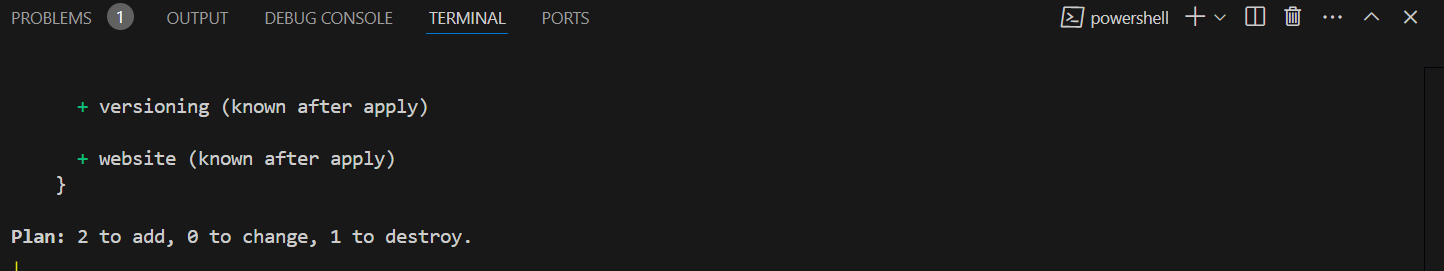 PROBLEMS 1 OUTPUT DEBUG CONSOLE TERMINAL PORTS powershell
+ versioning (known after apply)
+ website (known after apply)
}
Plan: 2 to add, 0 to change, 1 to destroy.